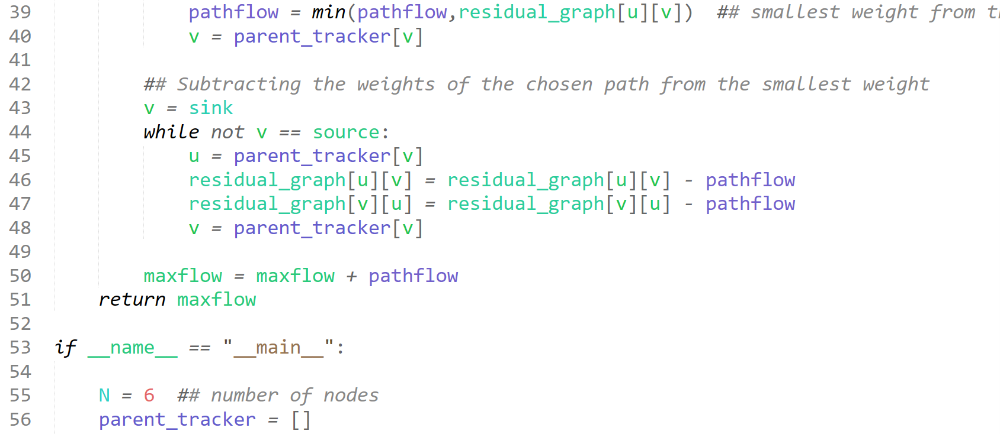 39 pathflow = min(pathflow,residual_graph[u][v]) ## smallest weight from
40 v = parent_tracker[v]
41
42 ## Subtracting the weights of the chosen path from the smallest weight
43 v = sink
44 while not v == source:
45 u = parent_tracker[v]
46 residual_graph[u][v] = residual_graph[u][v] - pathflow
47 residual_graph[v][u] = residual_graph[v][u] - pathflow
48 v = parent_tracker[v]
49
50 maxflow = maxflow + pathflow
51 return maxflow
52
53 if __name__ == "__main__":
54
55 N = 6 ## number of nodes
56 parent_tracker = []